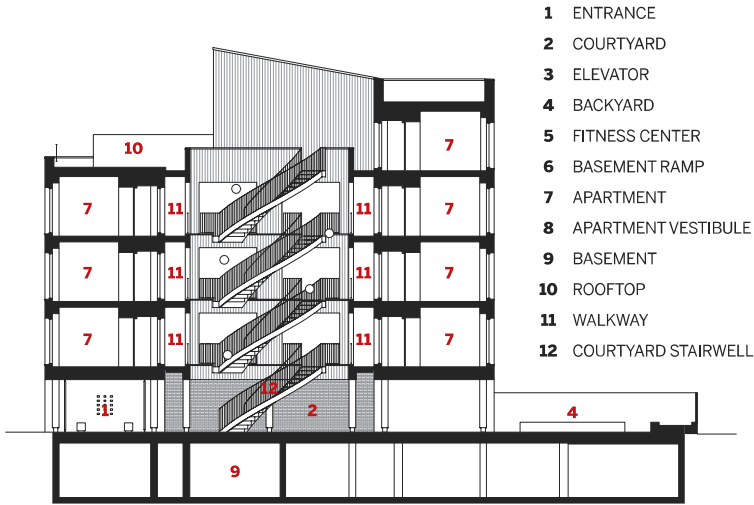 1 ENTRANCE
2 COURTYARD
3 ELEVATOR
4 BACKYARD
5 FITNESS CENTER
6 BASEMENT RAMP
7 APARTMENT
8 APARTMENT VESTIBULE
9 BASEMENT
10 ROOFTOP
11 WALKWAY
12 COURTYARD STAIRWELL
10 7
7 11 11 7
7 11 11 7
7 11 11 7
12
1 2 4
9